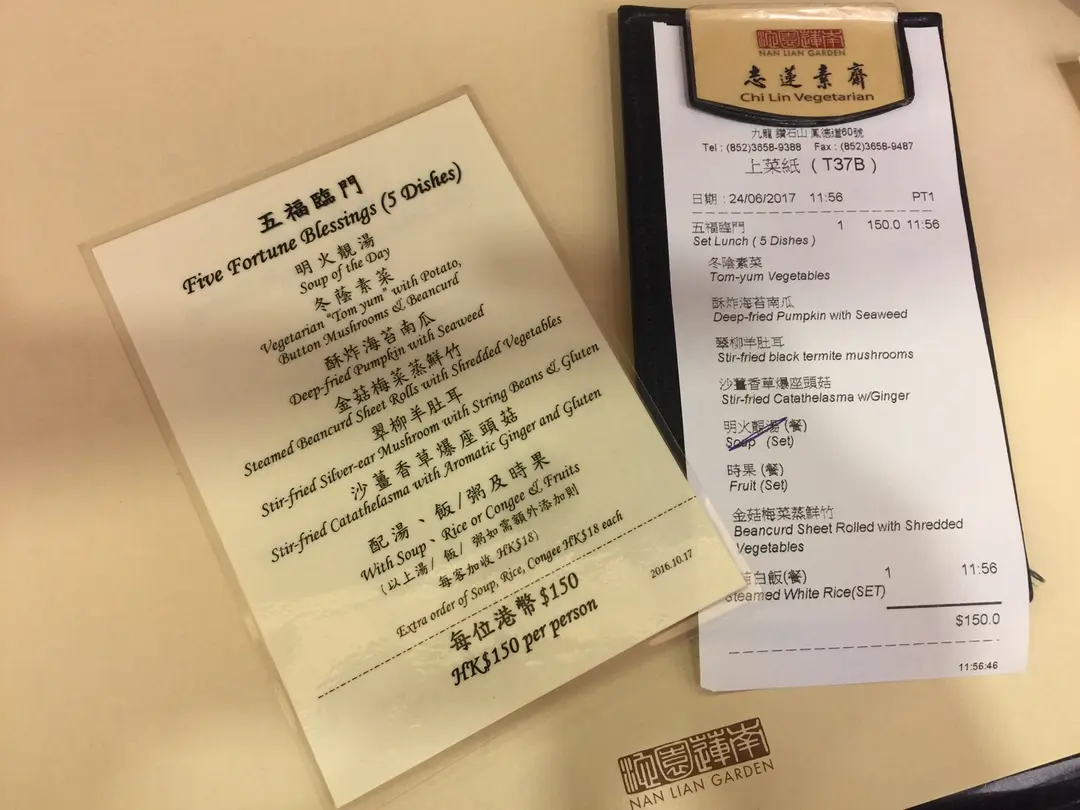 五福臨門
Five Fortune Blessings (5 Dishes)
明火靚湯
Soup of the Day
冬蔭素菜
Vegetarian "Tom yum" with Potato,
Button Mushrooms & Beancurd
酥炸海苔南瓜
Deep-fried Pumpkin with Seaweed
金菇梅菜蒸鮮竹
Steamed Beancurd Sheet Rolls with Shredded Vegetables
翠柳羊肚耳
Stir-fried Silver-ear Mushroom with String Beans & Gluten
沙薑香草爆座頭菇
Stir-fried Catathelasma with Aromatic Ginger and Gluten
配湯、飯/粥及時果
With Soup、Rice or Congee & Fruits
(以上湯/ 飯/ 粥如需額外添加則
每客加收 HK$18)
Extra order of Soup, Rice, Congee HK$18 each
2016.10.17
每位港幣 $150
HK$150 per person
南蓮園池
NAN LIAN GARDEN
志蓮素齋
Chi Lin Vegetarian
九龍 鑽石山 鳳德道60號
Tel : (852)3658-9388 Fax : (852)3658-9487
上菜紙 ( T37B )
日期 : 24/06/2017 11:56 PT1
五福臨門 1 150.0 11:56
Set Lunch ( 5 Dishes )
冬陰素菜
Tom-yum Vegetables
酥炸海苔南瓜
Deep-fried Pumpkin with Seaweed
翠柳羊肚耳
Stir-fried black termite mushrooms
沙薑香草爆座頭菇
Stir-fried Catathelasma w/Ginger
明火靚湯 (餐)
Soup (Set)
時果 (餐)
Fruit (Set)
金菇梅菜蒸鮮竹
Beancurd Sheet Rolled with Shredded
Vegetables
白飯(餐) 1 11:56
Steamed White Rice(SET)
$150.0
11:56:46
南蓮園池
NAN LIAN GARDEN